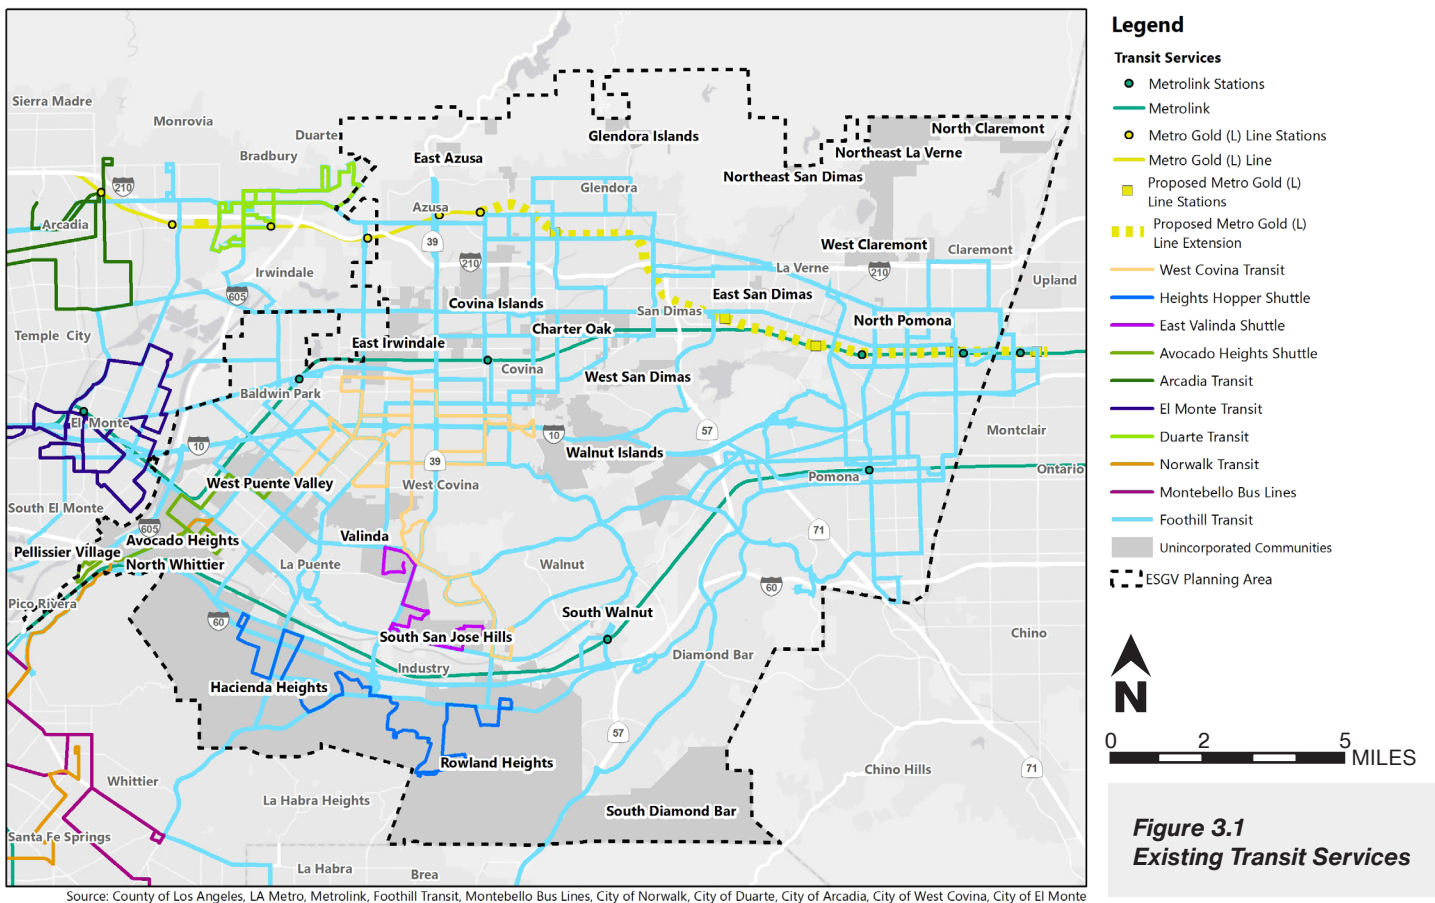 Sierra Madre
Monrovia
Duarte
Bradbury
210
Arcadia
Irwindale
605
Temple City
East Azusa
Azusa
39
210
Glendora Islands
Glendora
North Claremont
Northeast La Verne
Northeast San Dimas
West Claremont
Claremont
La Verne
210
Upland
Covina Islands
East San Dimas
San Dimas
Charter Oak
North Pomona
East Irwindale
Covina
West San Dimas
Baldwin Park
El Monte
10
39
10
57
Walnut Islands
Montclair
West Puente Valley
West Covina
Pomona
Ontario
South El Monte
605
Valinda
71
Avocado Heights
Pellissier Village
North Whittier
La Puente
Walnut
60
Pico Rivera
60
South Walnut
South San Jose Hills
Chino
Industry
Diamond Bar
Hacienda Heights
57
Rowland Heights
Chino Hills
71
Whittier
La Habra Heights
South Diamond Bar
Santa Fe Springs
La Habra
Brea
Legend
Transit Services
Metrolink Stations
Metrolink
Metro Gold (L) Line Stations
Metro Gold (L) Line
Proposed Metro Gold (L)
Line Stations
Proposed Metro Gold (L)
Line Extension
West Covina Transit
Heights Hopper Shuttle
East Valinda Shuttle
Avocado Heights Shuttle
Arcadia Transit
El Monte Transit
Duarte Transit
Norwalk Transit
Montebello Bus Lines
Foothill Transit
Unincorporated Communities
ESGV Planning Area
N
0 2 5
MILES
Figure 3.1
Existing Transit Services
Source: County of Los Angeles, LA Metro, Metrolink, Foothill Transit, Montebello Bus Lines, City of Norwalk, City of Duarte, City of Arcadia, City of West Covina, City of El Monte